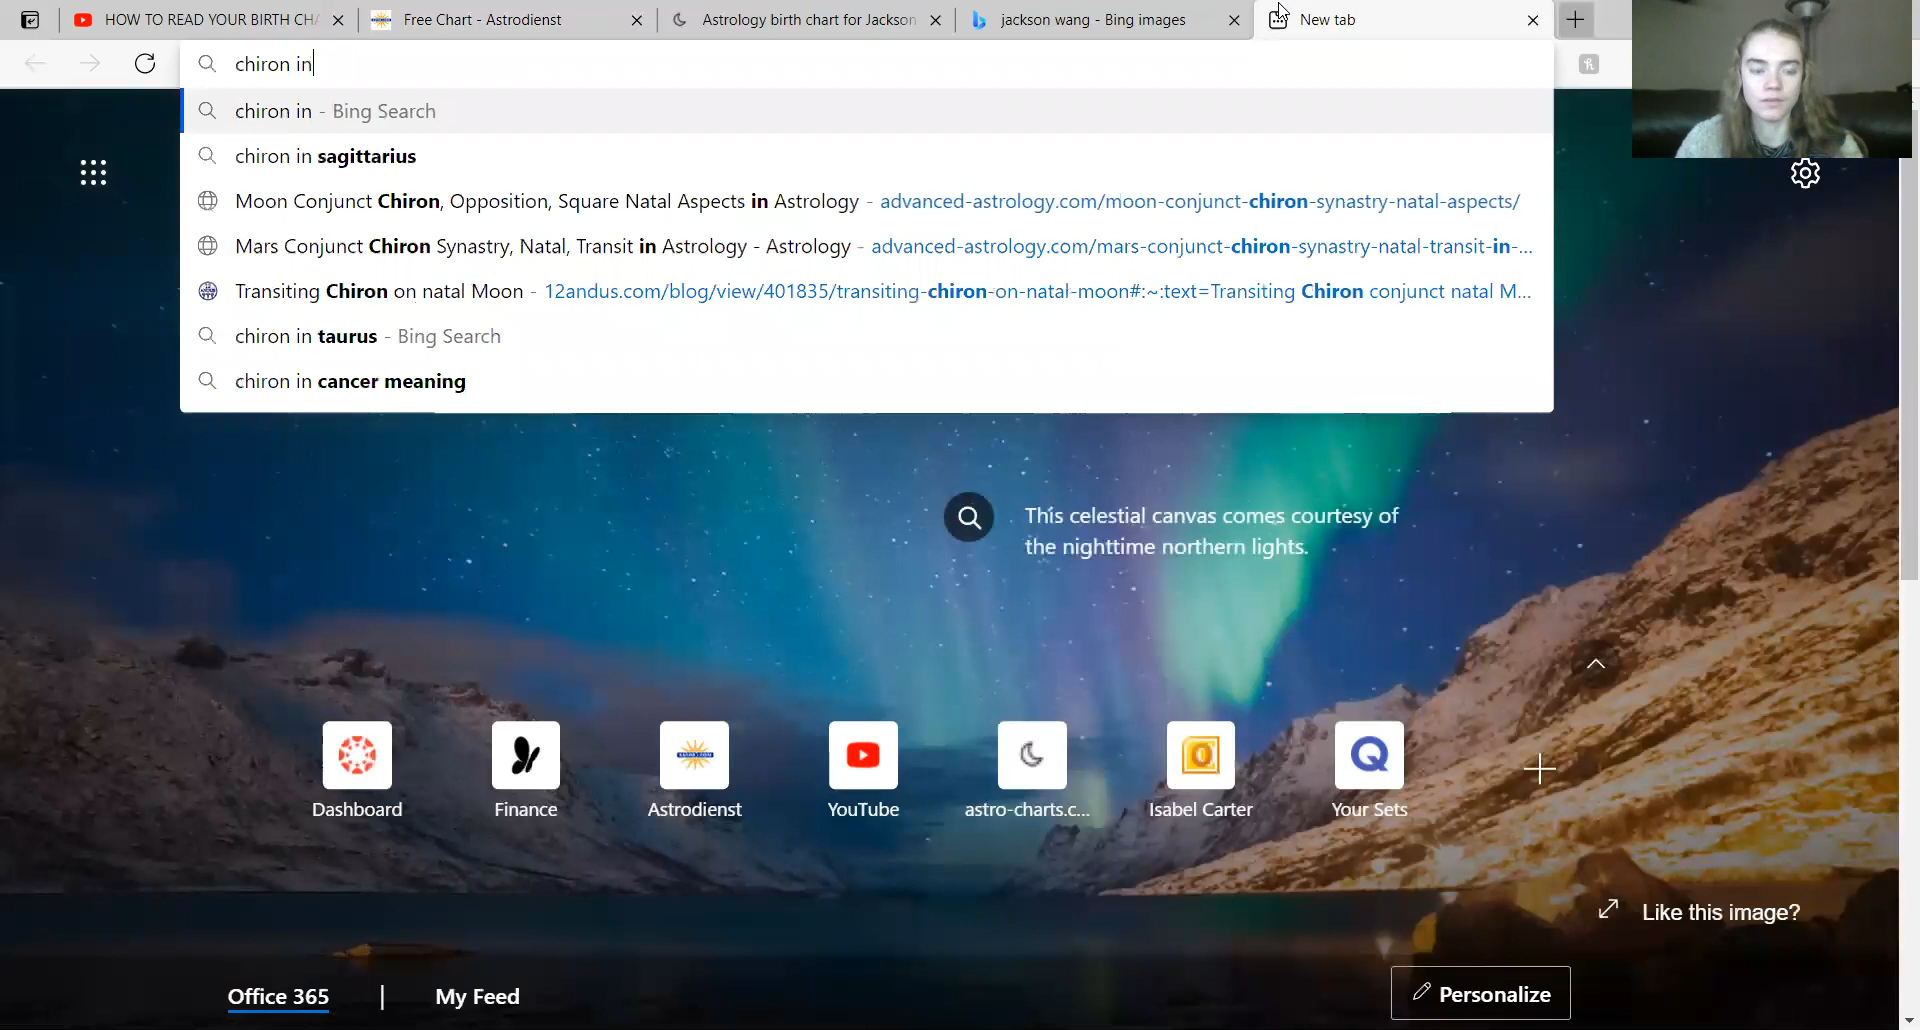 HOW TO READ YOUR BIRTH CH
Free Chart - Astrodienst
Astrology birth chart for Jackson
jackson wang - Bing images
New tab
chiron in
chiron in - Bing Search
chiron in sagittarius
Moon Conjunct Chiron, Opposition, Square Natal Aspects in Astrology - advanced-astrology.com/moon-conjunct-chiron-synastry-natal-aspects/
Mars Conjunct Chiron Synastry, Natal, Transit in Astrology - Astrology - advanced-astrology.com/mars-conjunct-chiron-synastry-natal-transit-in-...
Transiting Chiron on natal Moon - 12andus.com/blog/view/401835/transiting-chiron-on-natal-moon#:~:text=Transiting Chiron conjunct natal M...
chiron in taurus - Bing Search
chiron in cancer meaning
This celestial canvas comes courtesy of
the nighttime northern lights.
Dashboard
Finance
Astrodienst
YouTube
astro-charts.c...
Isabel Carter
Your Sets
Like this image?
Office 365 | My Feed
Personalize